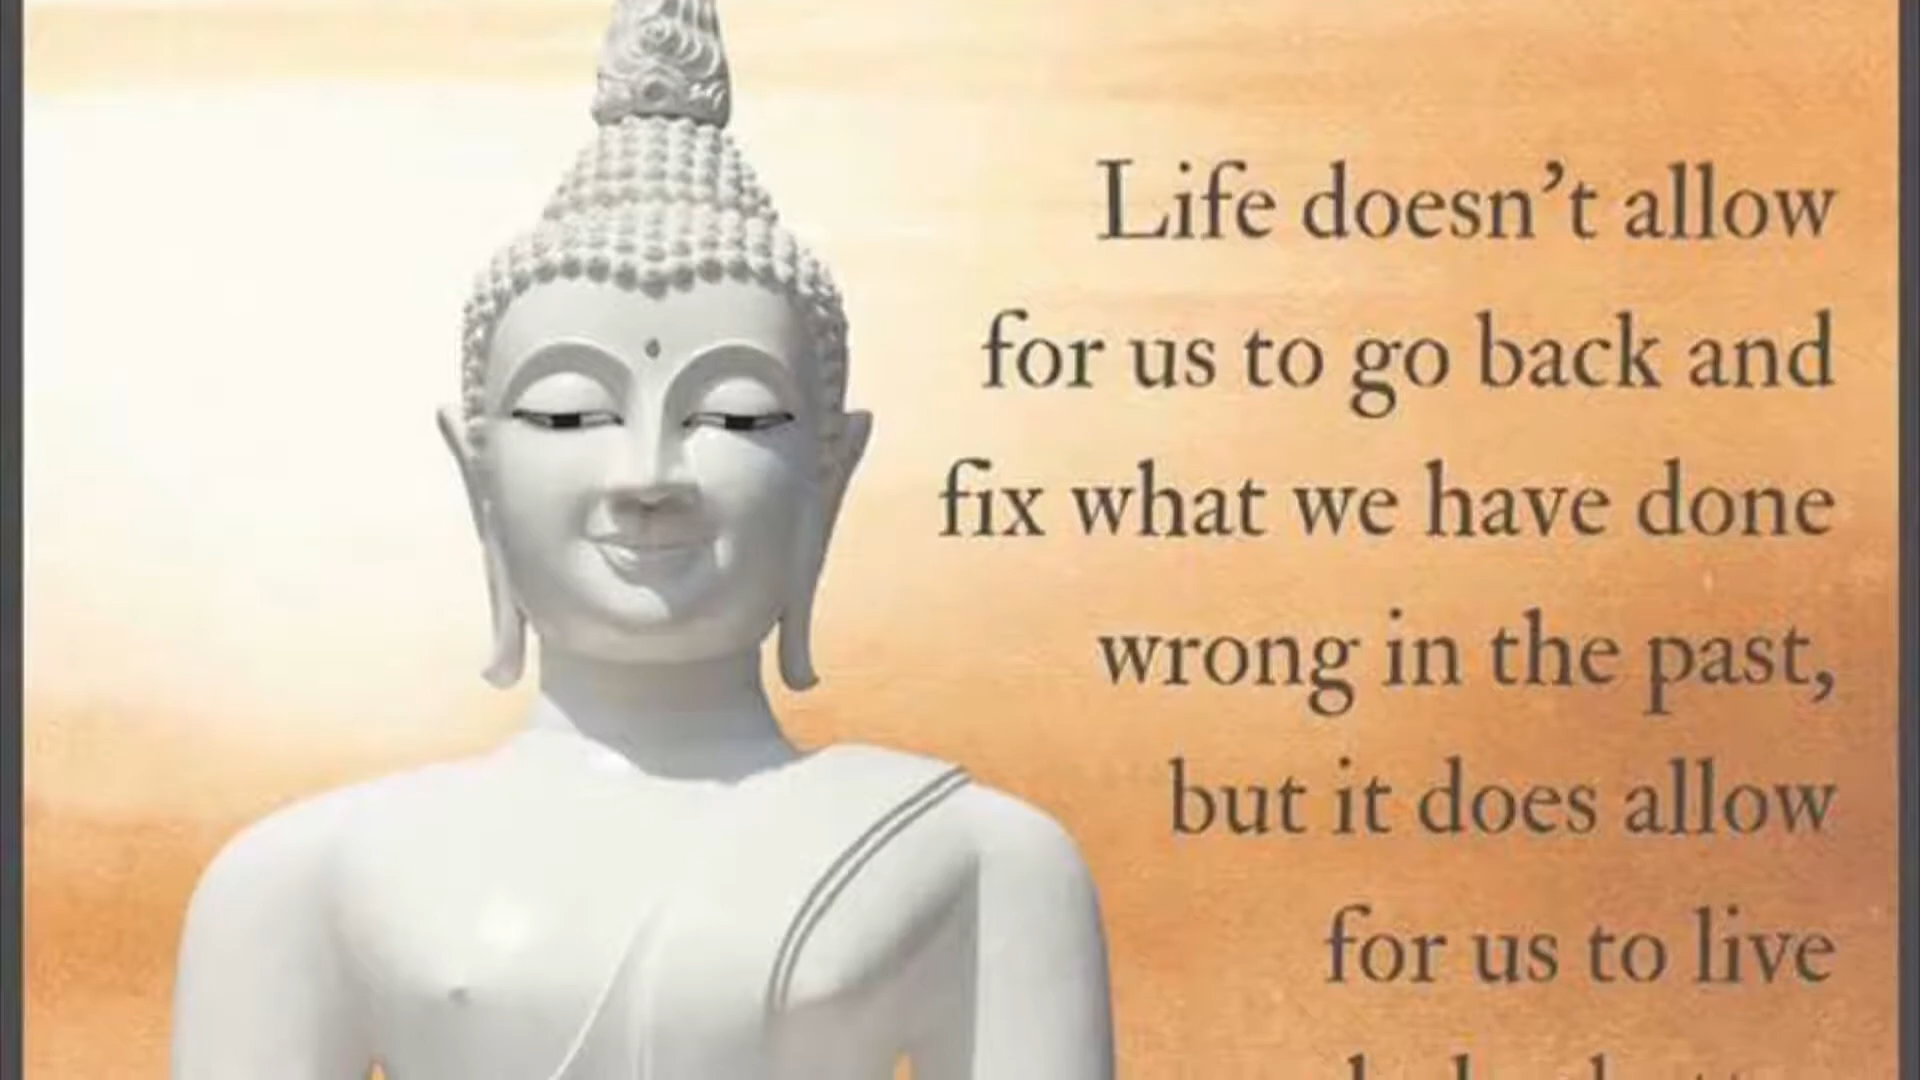 Life doesn't allow
for us to go back and
fix what we have done
wrong in the past,
but it does allow
for us to live